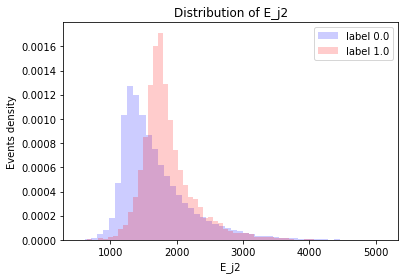 Distribution of E_j2
label 0.0
label 1.0
Events density
0.0016
0.0014
0.0012
0.0010
0.0008
0.0006
0.0004
0.0002
0.0000
1000 2000 3000 4000 5000
E_j2